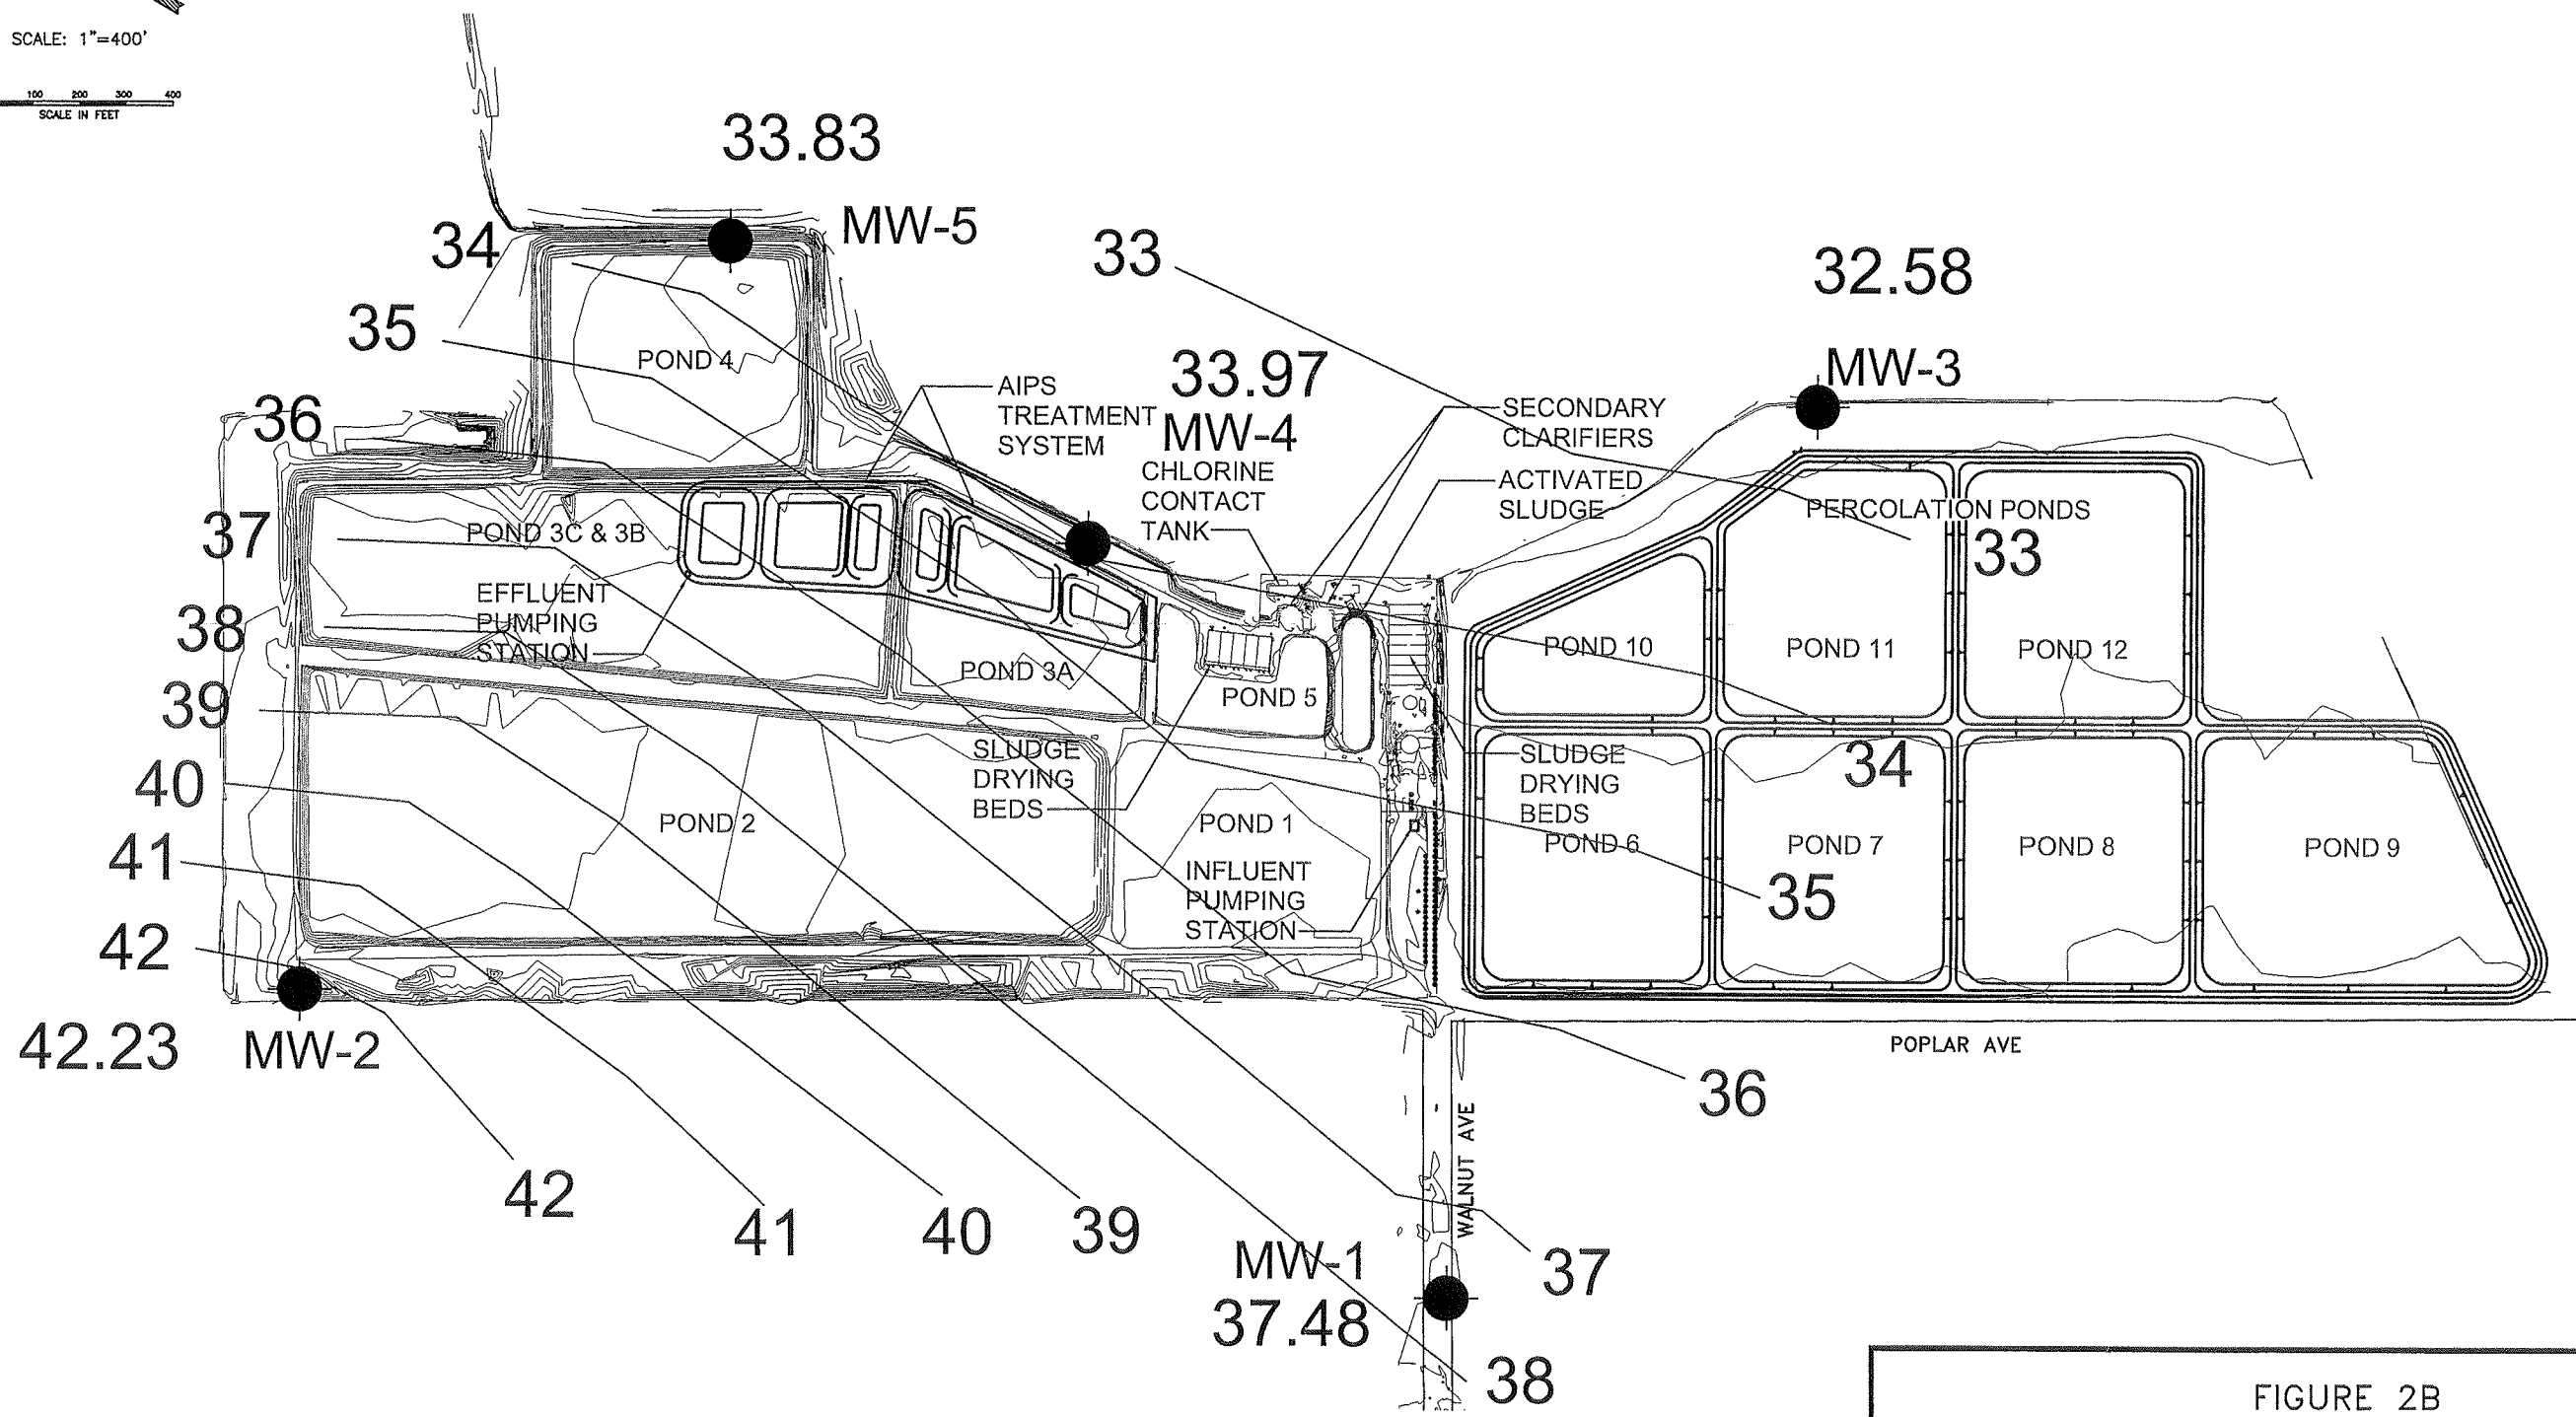 SCALE: 1"=400'
100 200 300 400
SCALE IN FEET
33.83
MW-5
34
33
32.58
35
POND 4
33.97
MW-3
MW-4
AIPS
TREATMENT
SYSTEM
SECONDARY
CLARIFIERS
36
CHLORINE
CONTACT
TANK
ACTIVATED
SLUDGE
PERCOLATION PONDS
37
POND 3C & 3B
33
EFFLUENT
PUMPING
STATION
38
POND 10
POND 11
POND 12
POND 3A
POND 5
39
SLUDGE
DRYING
BEDS
SLUDGE
DRYING
BEDS
34
40
POND 2
POND 1
POND 6
POND 7
POND 8
POND 9
41
INFLUENT
PUMPING
STATION
35
42
42.23
MW-2
POPLAR AVE
36
WALNUT AVE
42
41
40
39
MW-1
37.48
37
38
FIGURE 2B